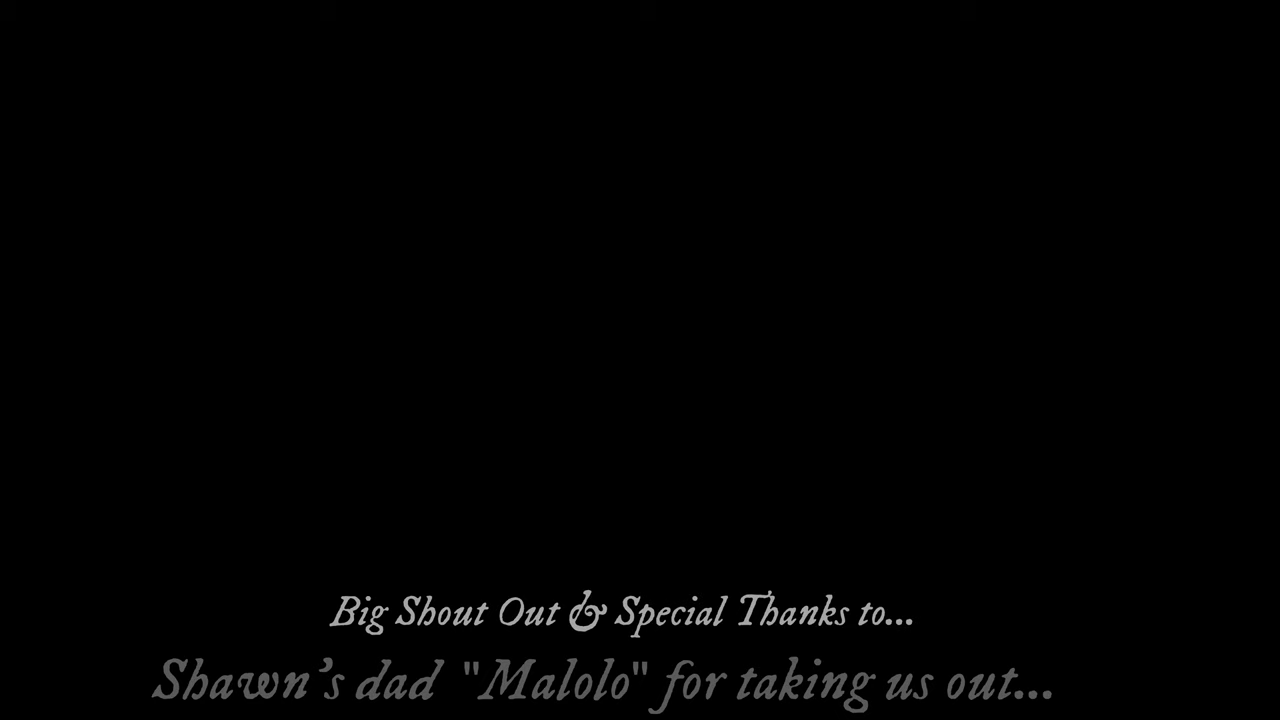 Big Shout Out & Special Thanks to...
Shawn's dad "Malolo" for taking us out...